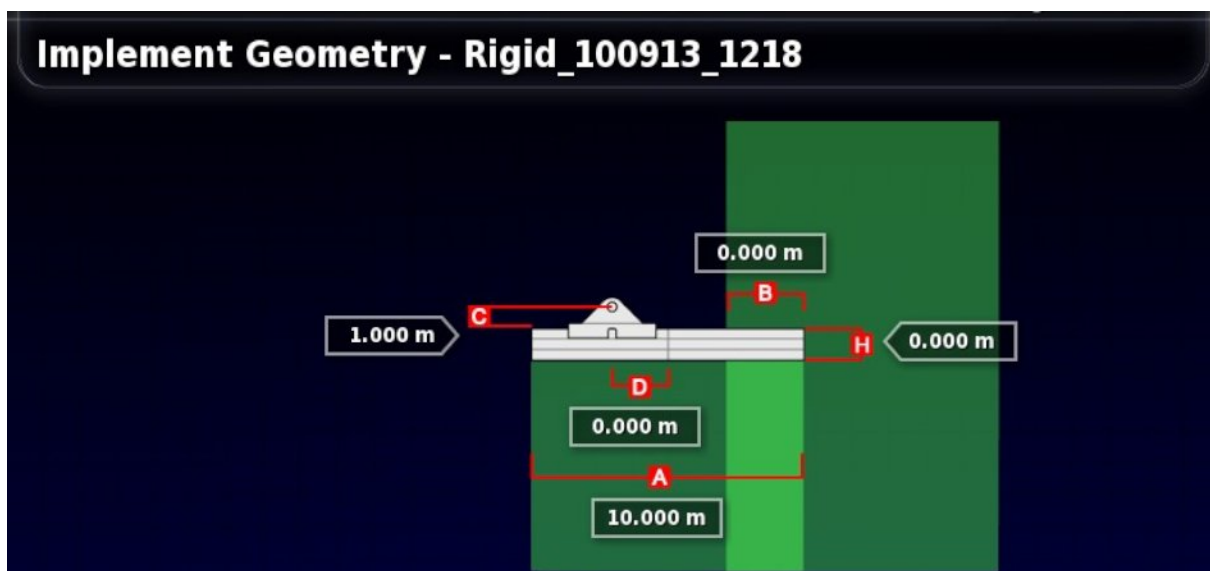 Implement Geometry - Rigid_100913_1218
0.000 m
B
C
1.000 m
H
0.000 m
D
0.000 m
A
10.000 m